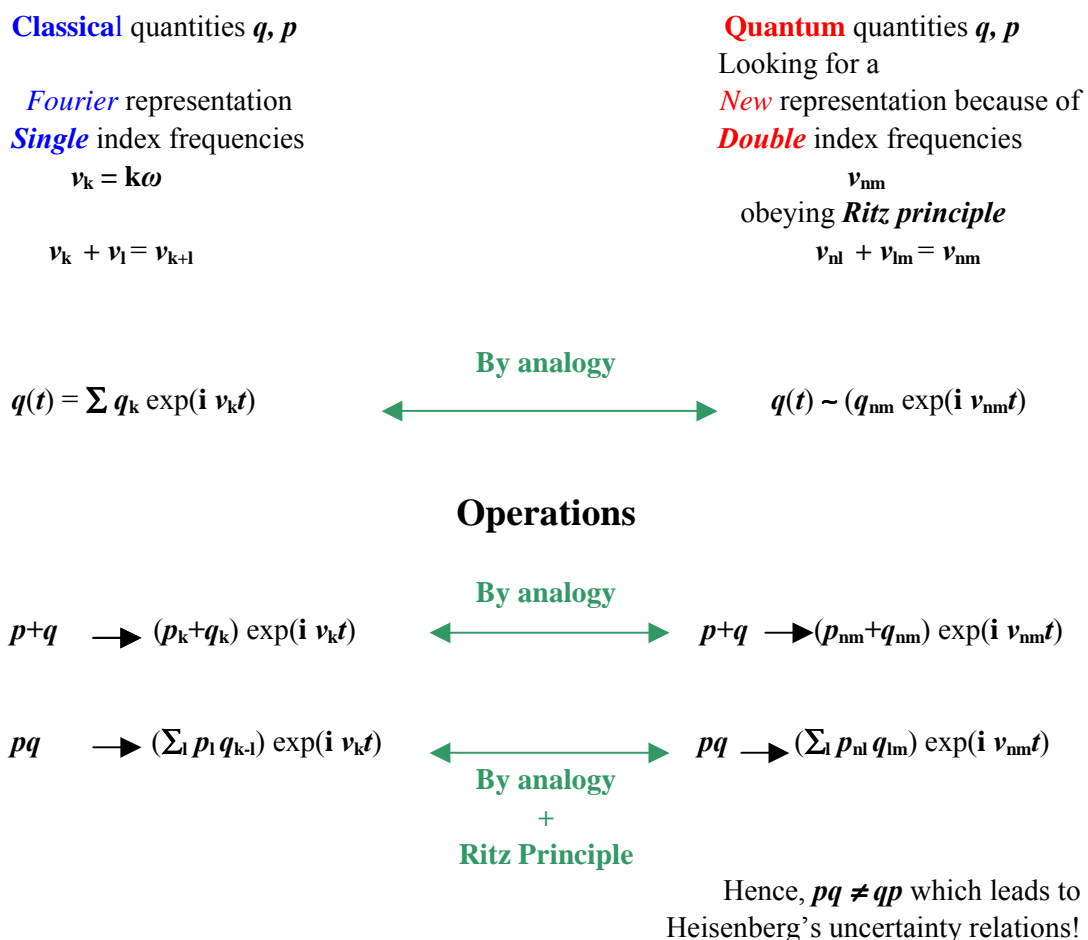 Classical quantities q, p
Quantum quantities q, p
Looking for a
Fourier representation
New representation because of
Single index frequencies
Double index frequencies
νk = kω
νnm
obeying Ritz principle
νk + νl = νk+l
νnl + νlm = νnm
By analogy
q(t) = Σ qk exp(i νkt)
q(t) ~ (qnm exp(i νnmt)
Operations
By analogy
p+q → (pk+qk) exp(i νkt)
p+q → (pnm+qnm) exp(i νnmt)
pq → (Σl pl qk-l) exp(i νkt)
pq → (Σl pnl qlm) exp(i νnmt)
By analogy
+
Ritz Principle
Hence, pq ≠ qp which leads to
Heisenberg's uncertainty relations!